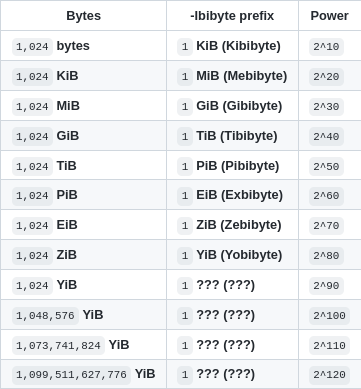 Bytes -Ibibyte prefix Power
1,024 bytes 1 KiB (Kibibyte) 2^10
1,024 KiB 1 MiB (Mebibyte) 2^20
1,024 MiB 1 GiB (Gibibyte) 2^30
1,024 GiB 1 TiB (Tibibyte) 2^40
1,024 TiB 1 PiB (Pibibyte) 2^50
1,024 PiB 1 EiB (Exbibyte) 2^60
1,024 EiB 1 ZiB (Zebibyte) 2^70
1,024 ZiB 1 YiB (Yobibyte) 2^80
1,024 YiB 1 ??? (???) 2^90
1,048,576 YiB 1 ??? (???) 2^100
1,073,741,824 YiB 1 ??? (???) 2^110
1,099,511,627,776 YiB 1 ??? (???) 2^120